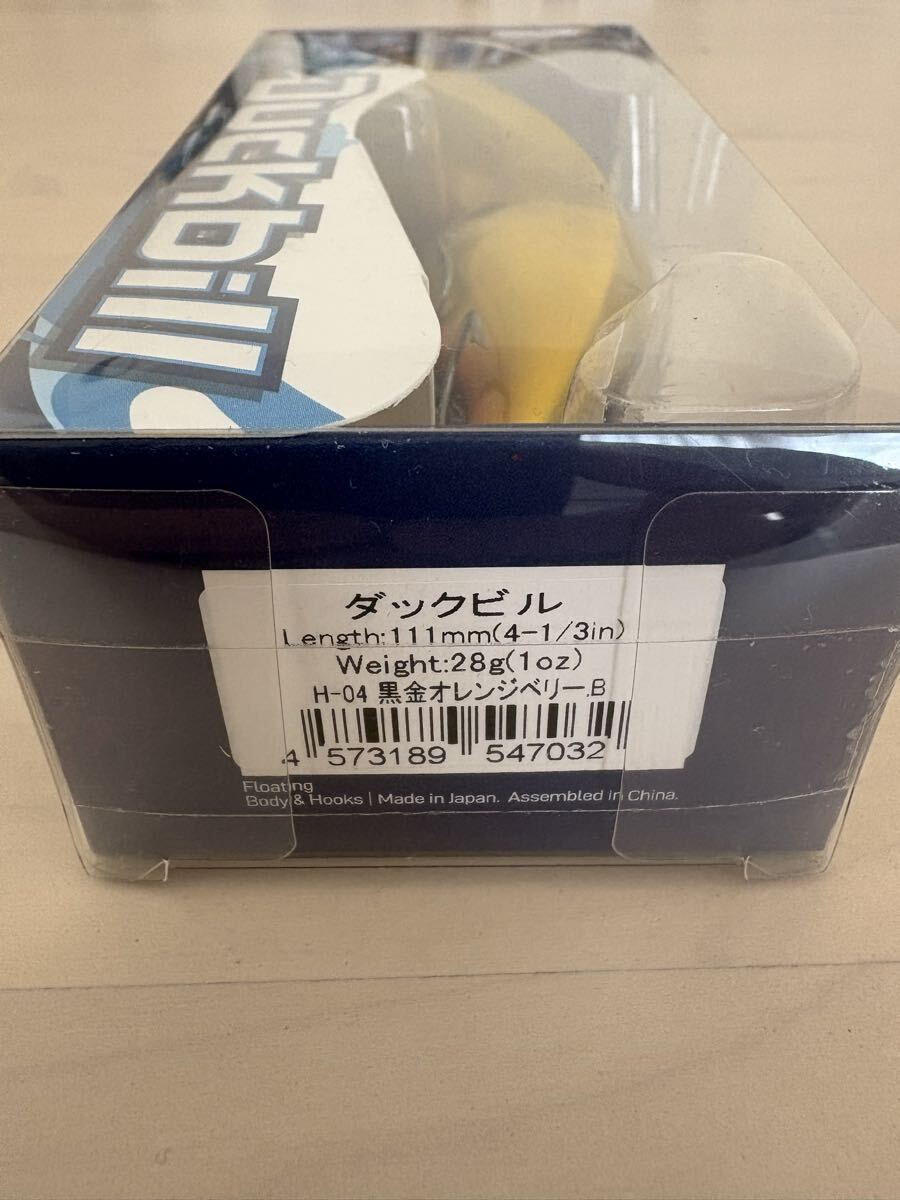 Duckbill
ダックビル
Length:111mm(4-1/3in)
Weight:28g(1oz)
H-04 黒金オレンジベリー.B
4 573189 547032
Floating
Body & Hooks | Made in Japan. Assembled in China.